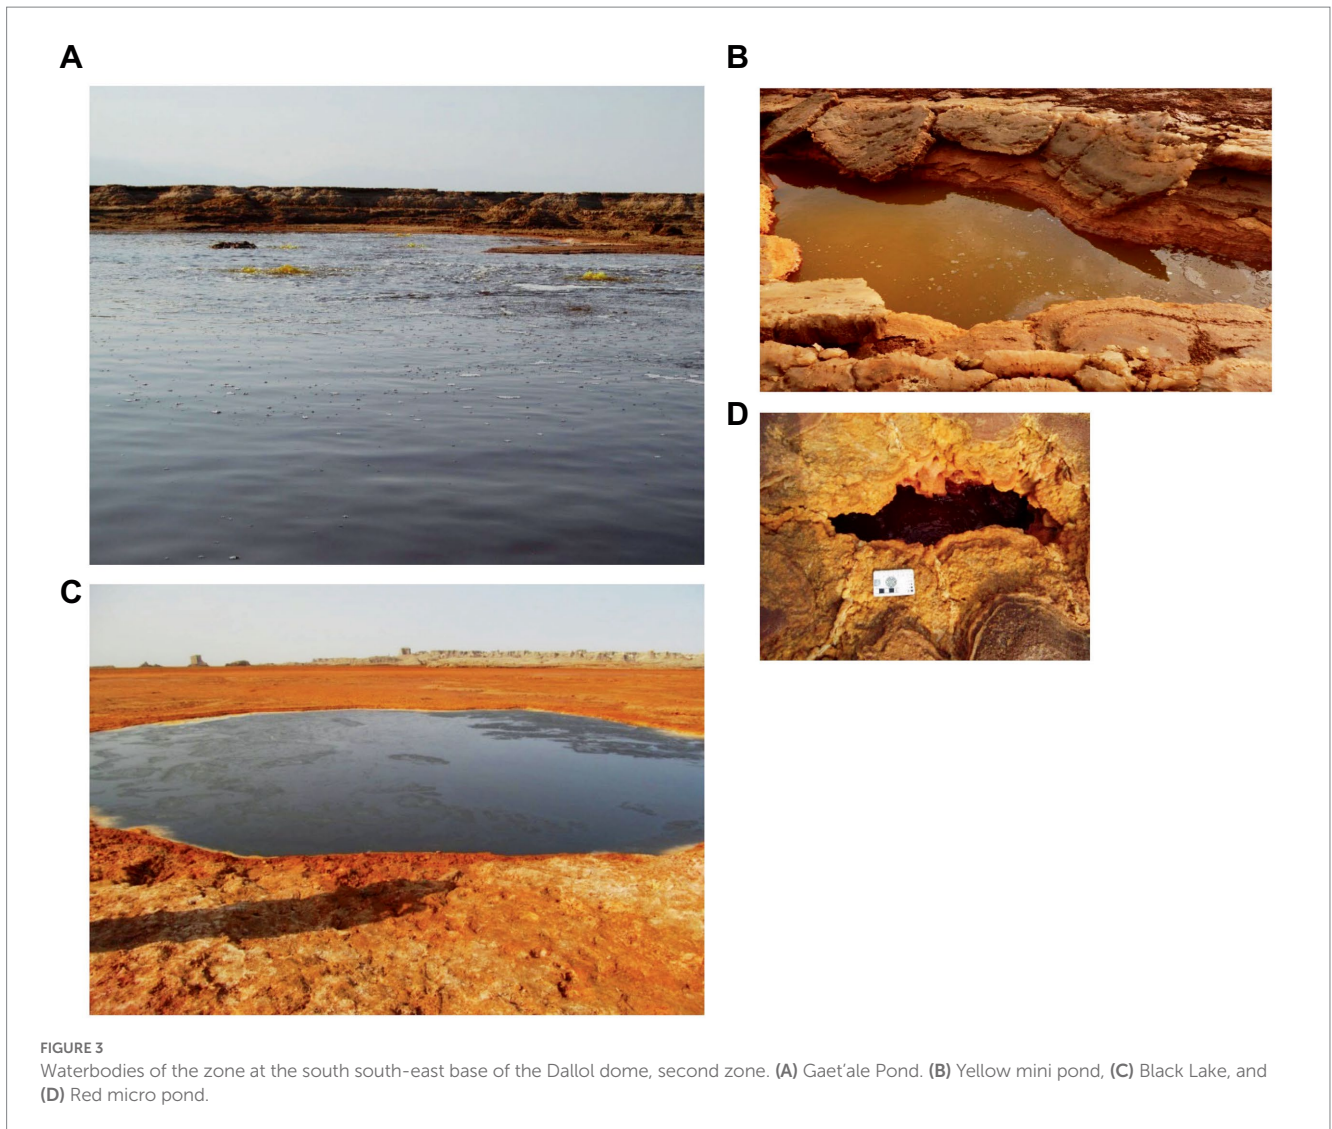 A
B
D
C
FIGURE 3
Waterbodies of the zone at the south south-east base of the Dallol dome, second zone. (A) Gaet’ale Pond. (B) Yellow mini pond, (C) Black Lake, and
(D) Red micro pond.